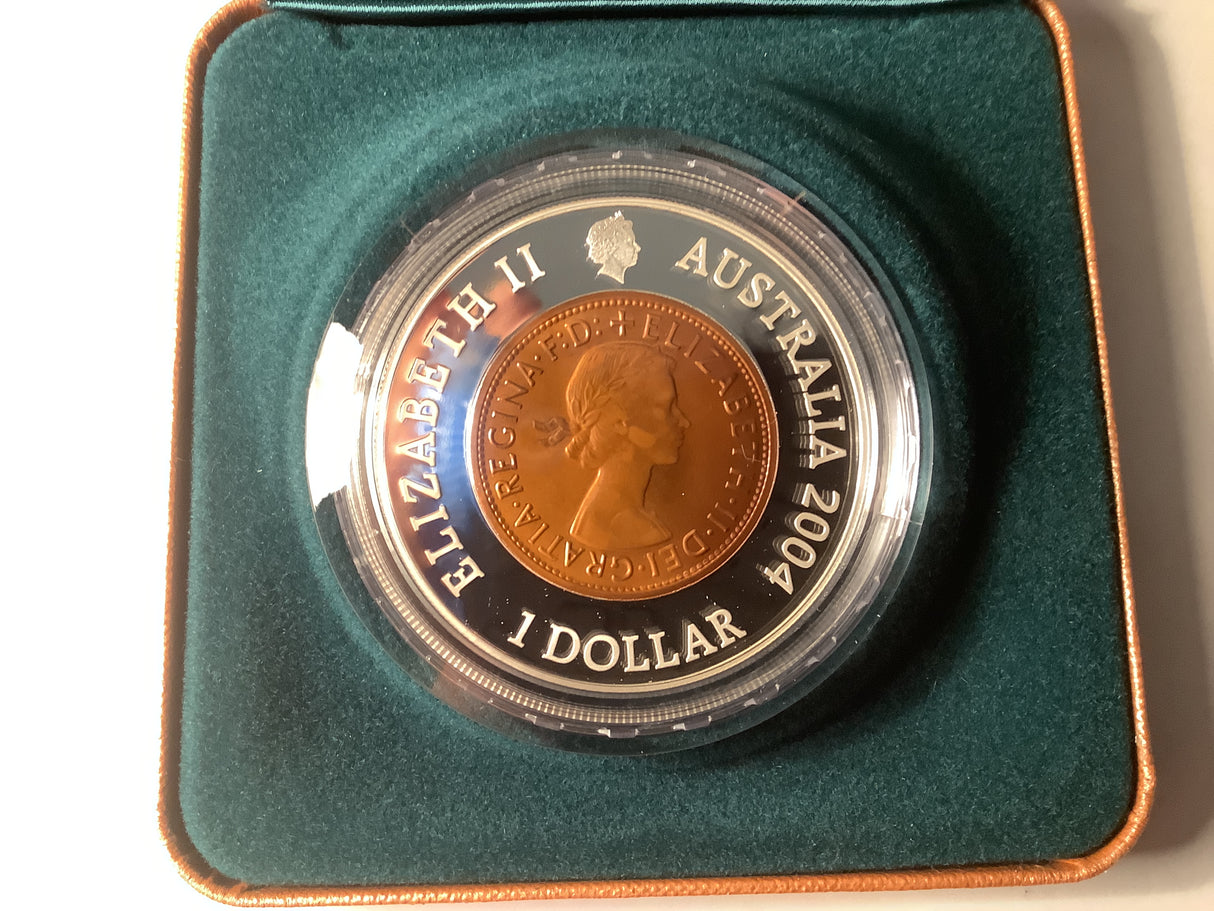 ELIZABETH II
AUSTRALIA 2004
1 DOLLAR
+ELIZABETH·II·DEI·GRATIA·REGINA·F:D: